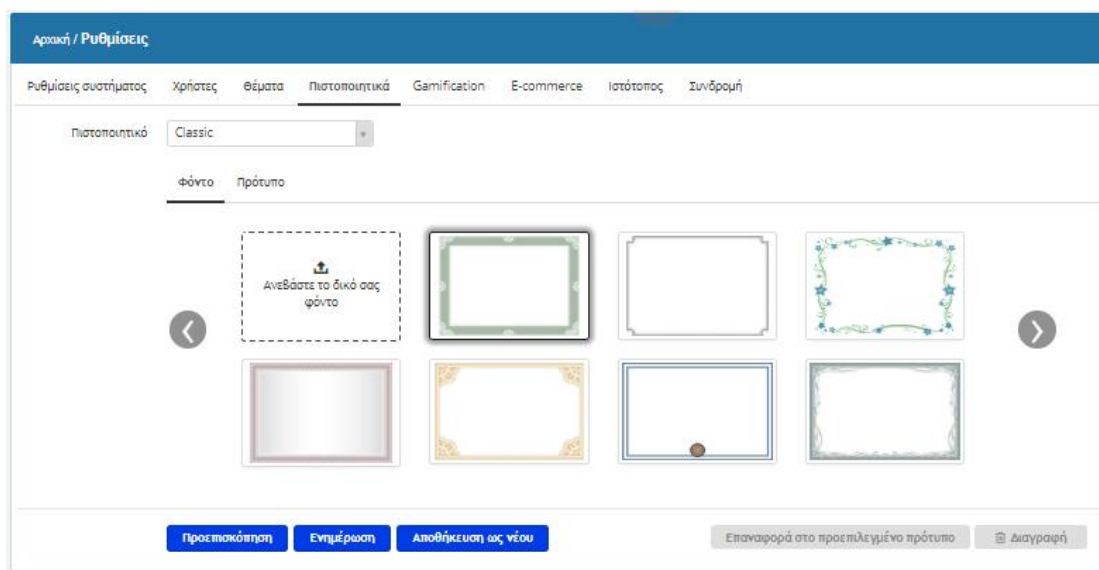 Αρχική / Ρυθμίσεις
Ρυθμίσεις συστήματος Χρήστες Θέματα Πιστοποιητικά Gamification E-commerce Ιστότοπος Συνδρομή
Πιστοποιητικό Classic
Φόντο Πρότυπο
Ανεβάστε το δικό σας
φόντο
Προεπισκόπηση Ενημέρωση Αποθήκευση ως νέου Επαναφορά στο προεπιλεγμένο πρότυπο Διαγραφή